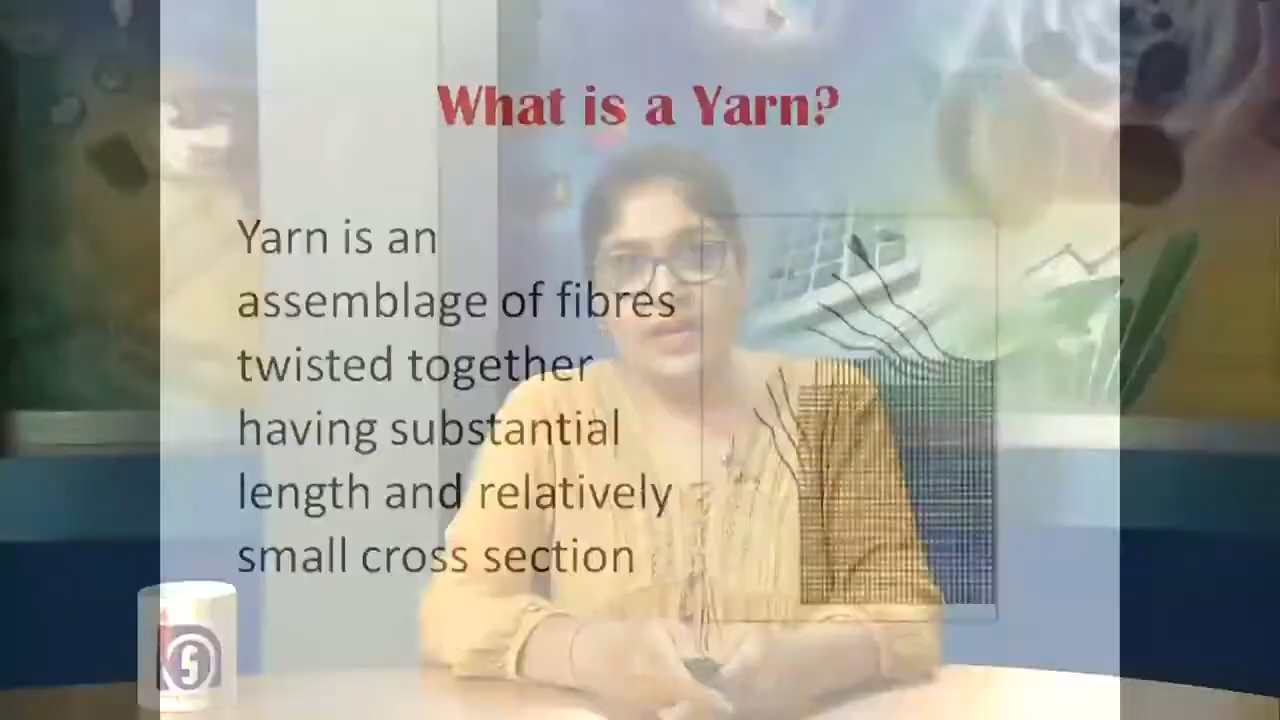 What is a Yarn?
Yarn is an
assemblage of fibres
twisted together
having substantial
length and relatively
small cross section